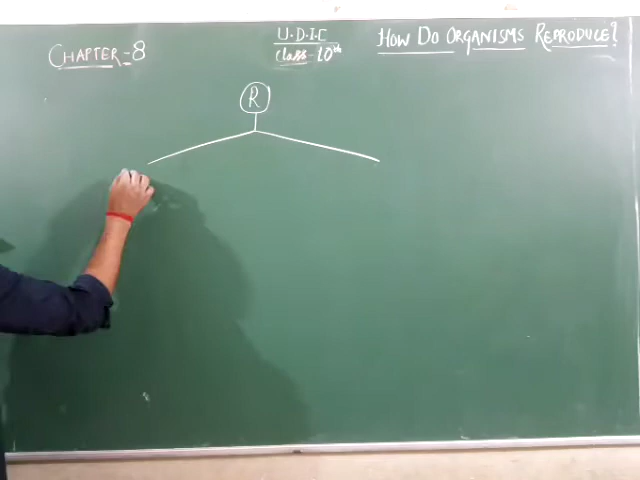 CHAPTER-8
U.D.I.C
Class-10th
HOW DO ORGANISMS REPRODUCE?
R